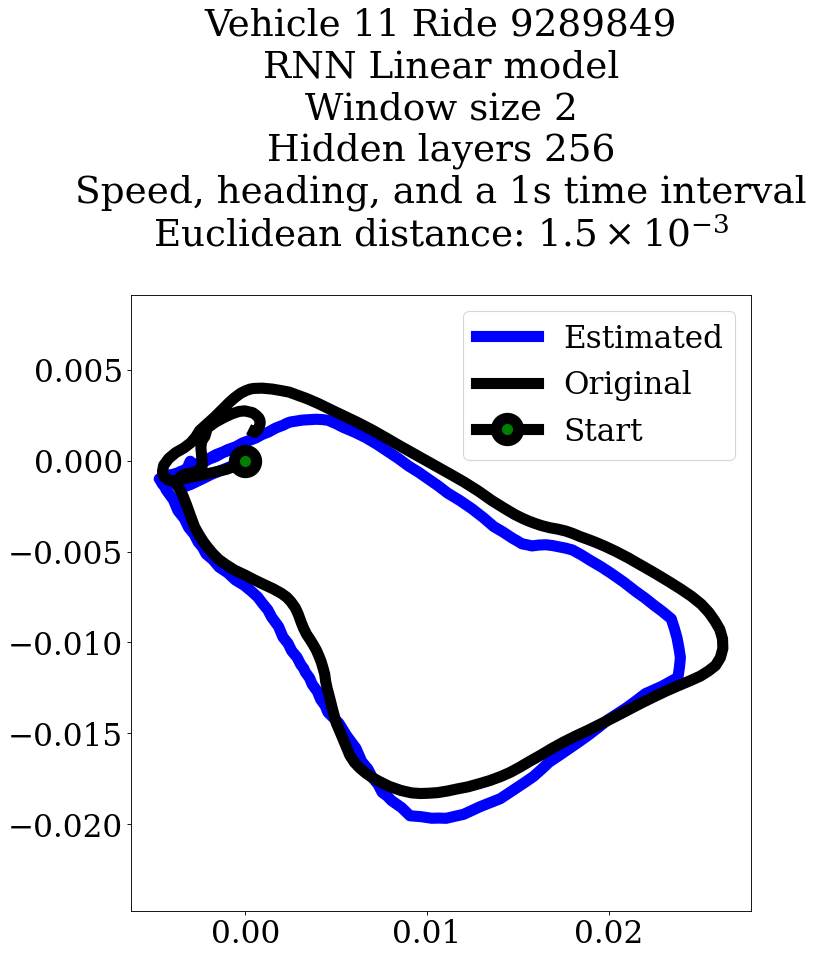 Vehicle 11 Ride 9289849
RNN Linear model
Window size 2
Hidden layers 256
Speed, heading, and a 1s time interval
Euclidean distance: 1.5 × 10⁻³
Estimated
Original
Start
0.005
0.000
−0.005
−0.010
−0.015
−0.020
0.00 0.01 0.02